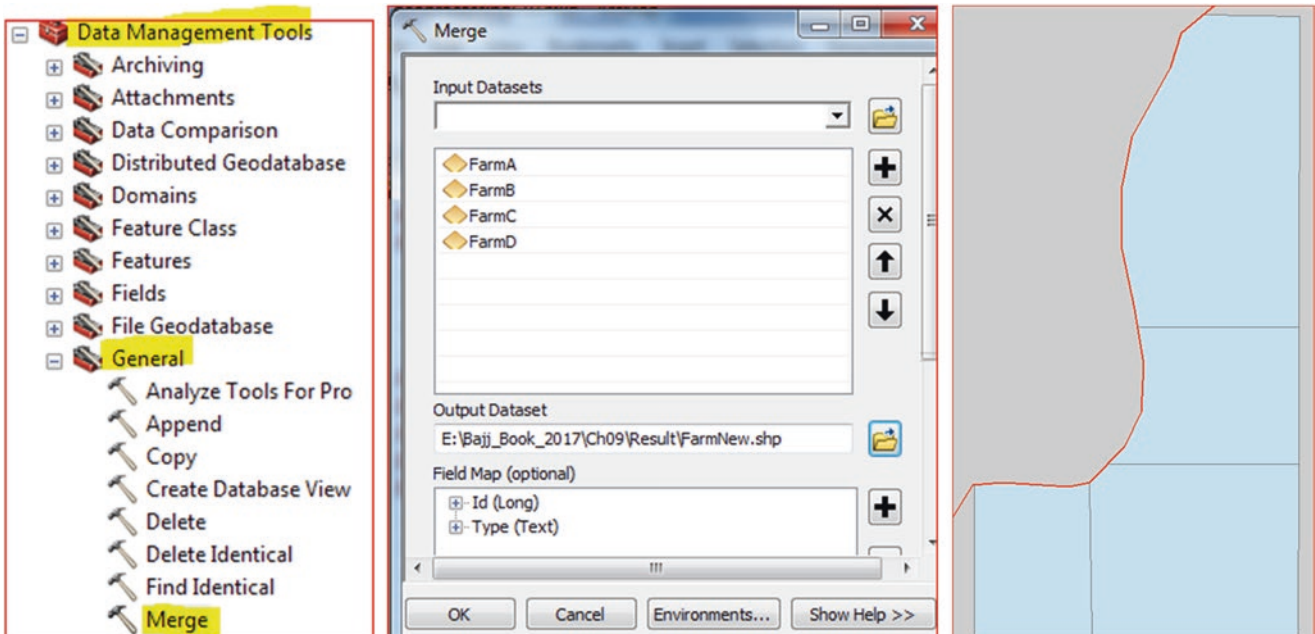 Data Management Tools
Archiving
Attachments
Data Comparison
Distributed Geodatabase
Domains
Feature Class
Features
Fields
File Geodatabase
General
Analyze Tools For Pro
Append
Copy
Create Database View
Delete
Delete Identical
Find Identical
Merge
Merge
Input Datasets
FarmA
FarmB
FarmC
FarmD
Output Dataset
E:\Bajj_Book_2017\Ch09\Result\FarmNew.shp
Field Map (optional)
Id (Long)
Type (Text)
OK Cancel Environments... Show Help >>